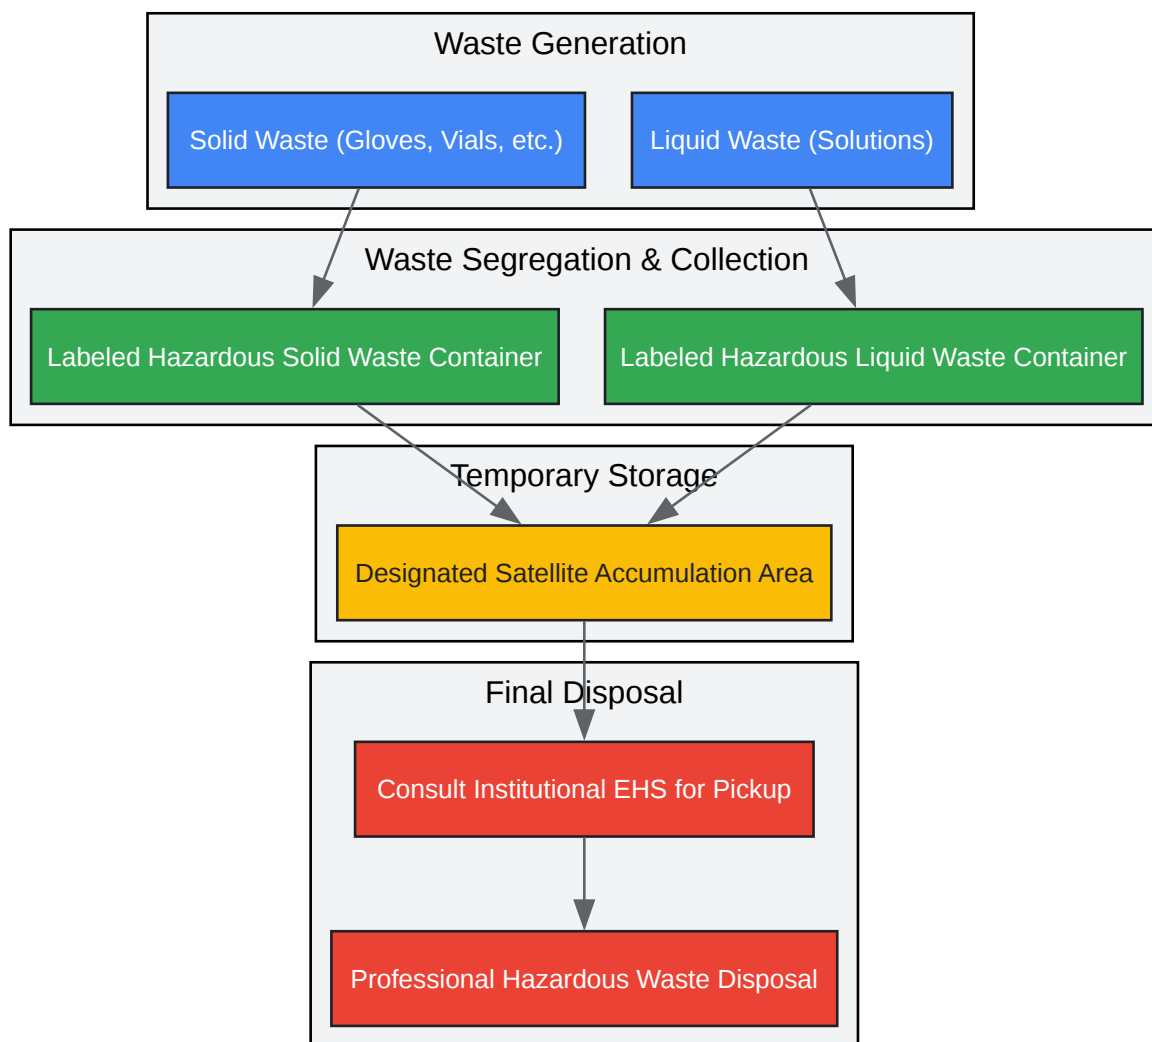 Waste Generation
Solid Waste (Gloves, Vials, etc.)
Liquid Waste (Solutions)
Waste Segregation & Collection
Labeled Hazardous Solid Waste Container
Labeled Hazardous Liquid Waste Container
Temporary Storage
Designated Satellite Accumulation Area
Final Disposal
Consult Institutional EHS for Pickup
Professional Hazardous Waste Disposal